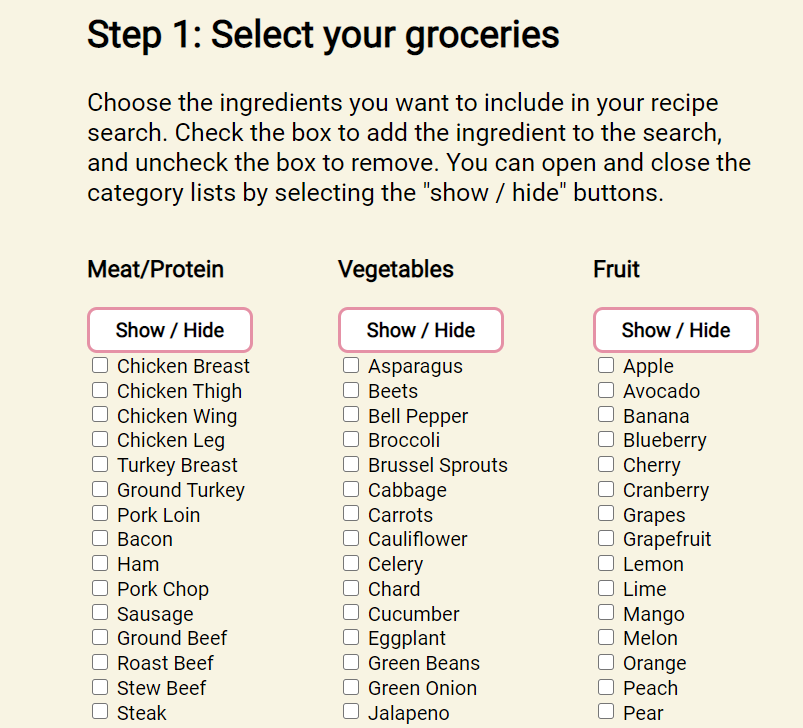 Step 1: Select your groceries
Choose the ingredients you want to include in your recipe
search. Check the box to add the ingredient to the search,
and uncheck the box to remove. You can open and close the
category lists by selecting the "show / hide" buttons.
Meat/Protein
Show / Hide
Chicken Breast
Chicken Thigh
Chicken Wing
Chicken Leg
Turkey Breast
Ground Turkey
Pork Loin
Bacon
Ham
Pork Chop
Sausage
Ground Beef
Roast Beef
Stew Beef
Steak
Vegetables
Show / Hide
Asparagus
Beets
Bell Pepper
Broccoli
Brussel Sprouts
Cabbage
Carrots
Cauliflower
Celery
Chard
Cucumber
Eggplant
Green Beans
Green Onion
Jalapeno
Fruit
Show / Hide
Apple
Avocado
Banana
Blueberry
Cherry
Cranberry
Grapes
Grapefruit
Lemon
Lime
Mango
Melon
Orange
Peach
Pear